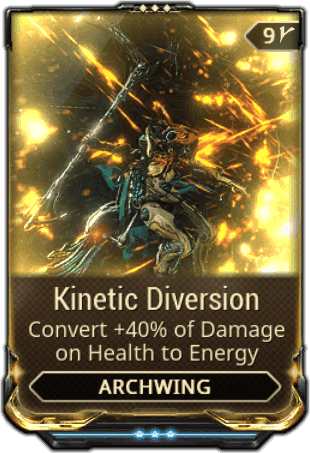 9
Kinetic Diversion
Convert +40% of Damage
on Health to Energy
ARCHWING